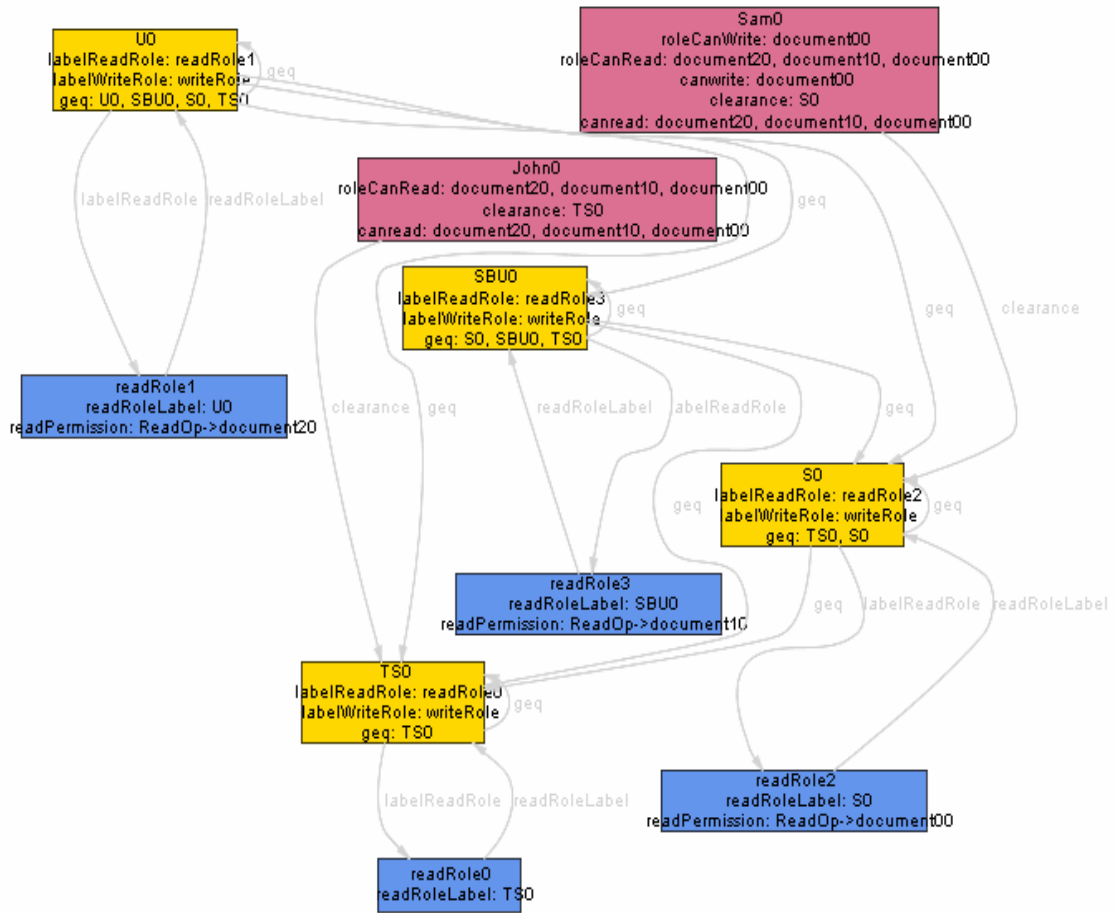 U0
labelReadRole: readRole1
labelWriteRole: writeRole
geq: U0, SBU0, S0, TS0
geq
Sam0
roleCanWrite: document00
roleCanRead: document20, document10, document00
canwrite: document00
clearance: S0
canread: document20, document10, document00
John0
roleCanRead: document20, document10, document00
clearance: TS0
canread: document20, document10, document00
labelReadRole
readRoleLabel
geq
SBU0
labelReadRole: readRole3
labelWriteRole: writeRole
geq: S0, SBU0, TS0
geq
geq
clearance
readRole1
readRoleLabel: U0
readPermission: ReadOp->document20
clearance
geq
readRoleLabel
labelReadRole
geq
S0
labelReadRole: readRole2
labelWriteRole: writeRole
geq: TS0, S0
geq
geq
readRole3
readRoleLabel: SBU0
readPermission: ReadOp->document10
geq
labelReadRole
readRoleLabel
TS0
labelReadRole: readRole0
labelWriteRole: writeRole
geq: TS0
geq
readRole2
readRoleLabel: S0
readPermission: ReadOp->document00
labelReadRole
readRoleLabel
readRole0
readRoleLabel: TS0